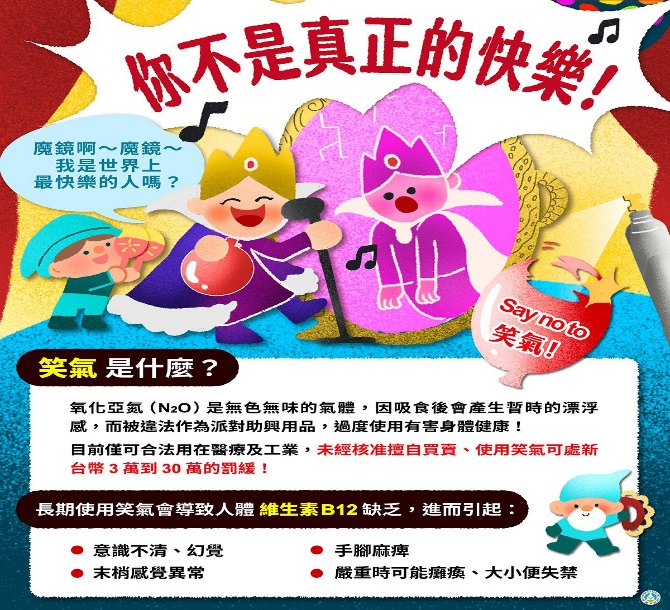 你不是真正的快樂!
魔鏡啊～魔鏡～
我是世界上
最快樂的人嗎？
Say no to
笑氣！
笑氣 是什麼？
氧化亞氮（N₂O）是無色無味的氣體，因吸食後會產生暫時的漂浮
感，而被違法作為派對助興用品，過度使用有害身體健康！
目前僅可合法用在醫療及工業，未經核准擅自買賣、使用笑氣可處新
台幣 3 萬到 30 萬的罰緩！
長期使用笑氣會導致人體 維生素B12 缺乏，進而引起：
● 意識不清、幻覺
● 手腳麻痺
● 末梢感覺異常
● 嚴重時可能癱瘓、大小便失禁